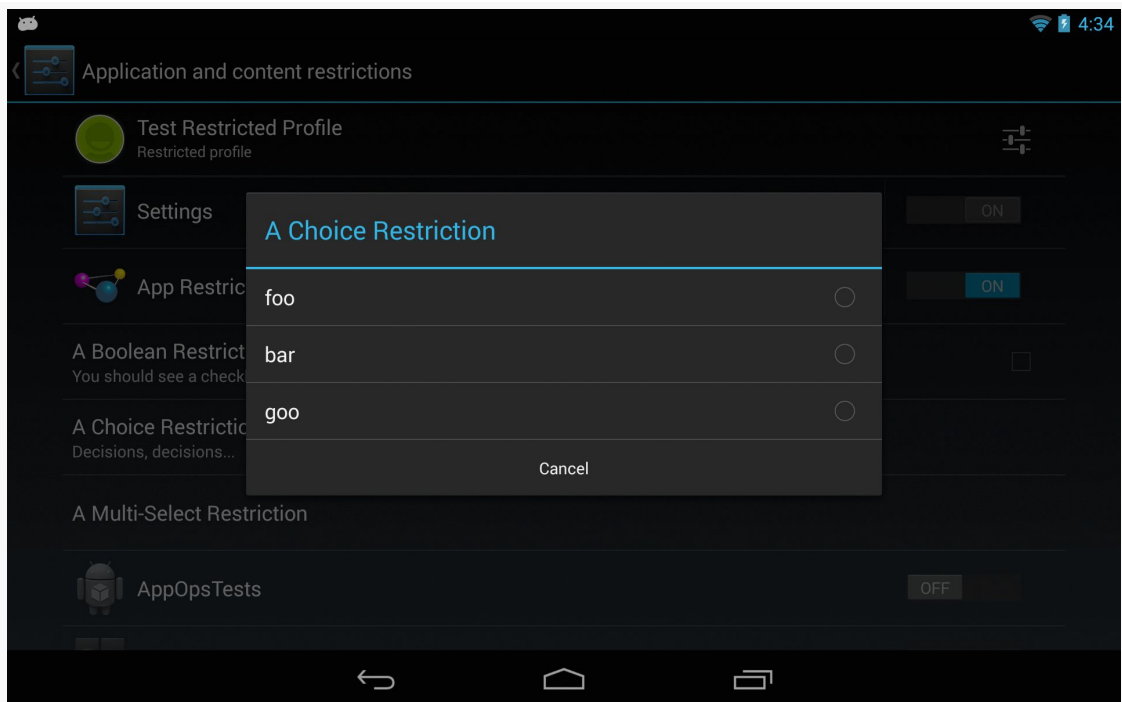 4:34
Application and content restrictions
Test Restricted Profile
Restricted profile
Settings
ON
A Choice Restriction
App Restric
ON
foo
A Boolean Restrict
You should see a check
bar
A Choice Restrictio
Decisions, decisions...
goo
Cancel
A Multi-Select Restriction
AppOpsTests
OFF